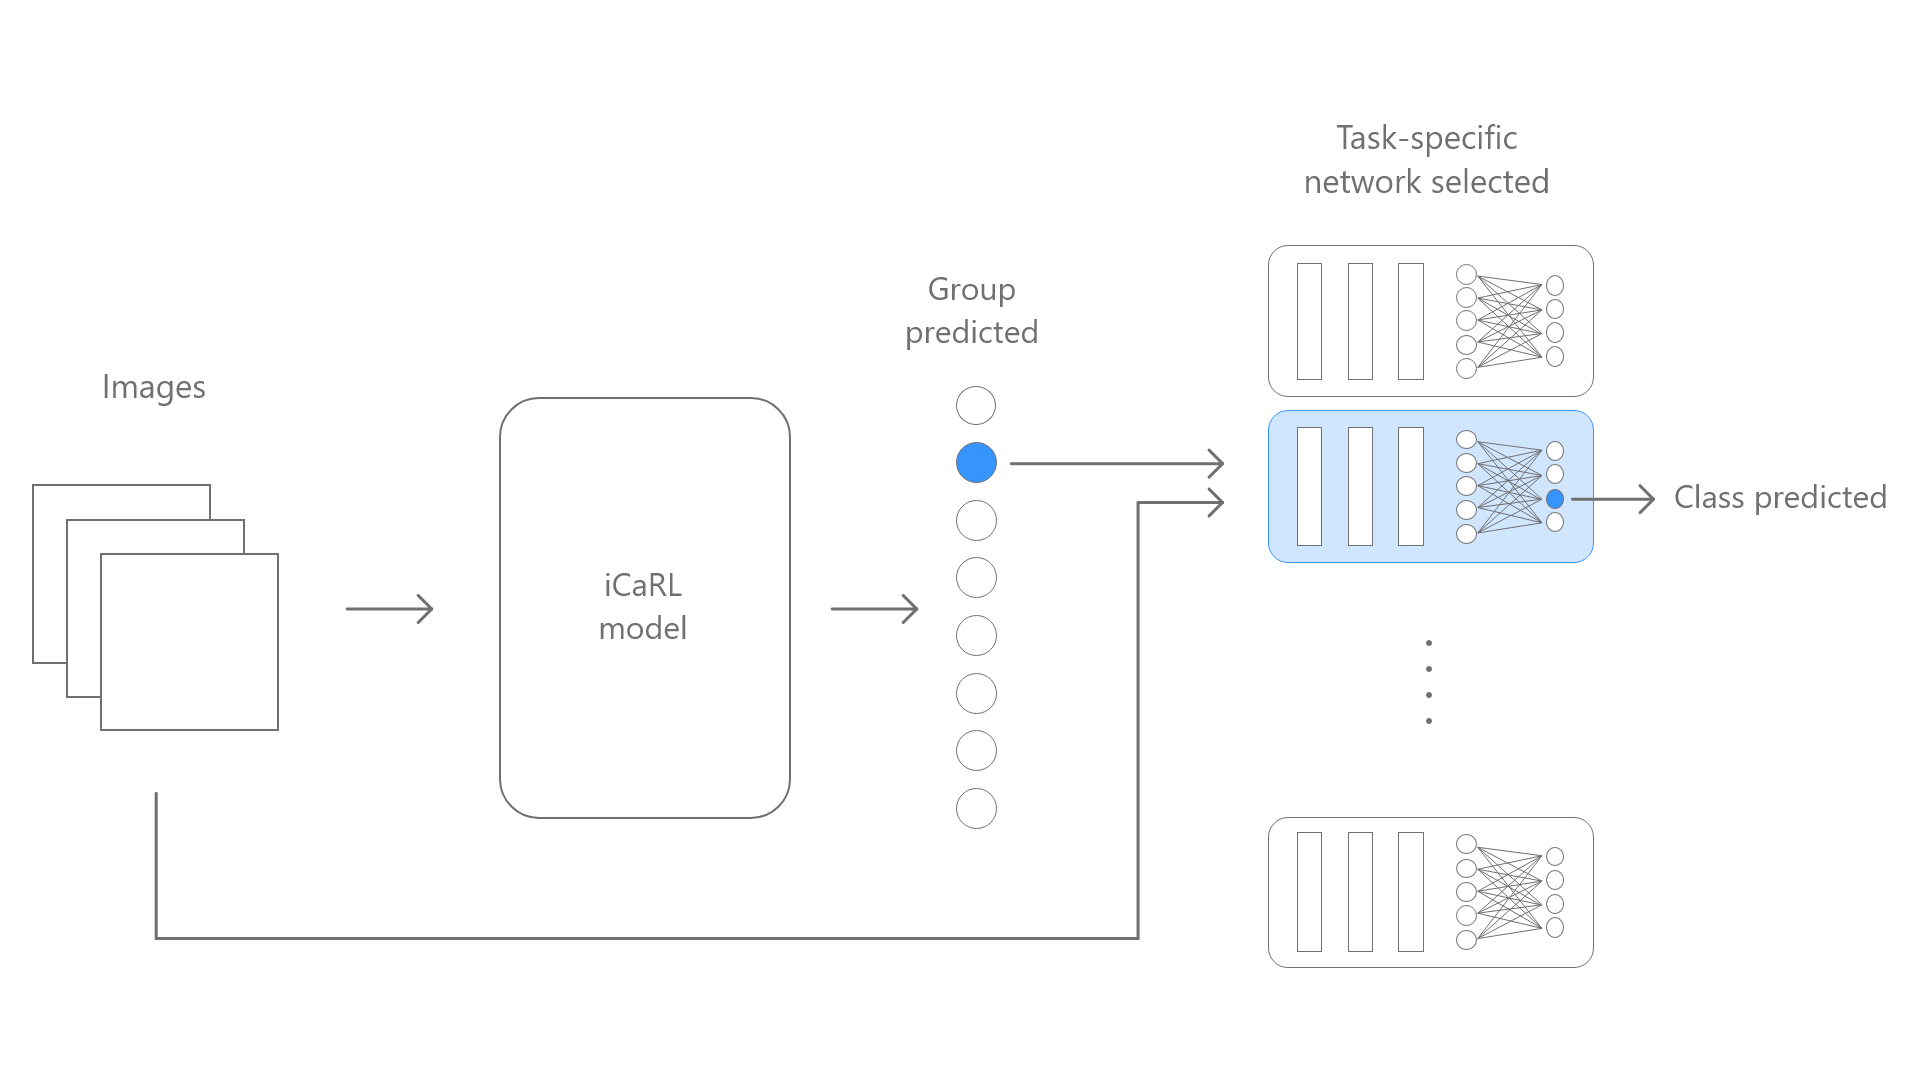 Images
iCaRL
model
Group
predicted
Task-specific
network selected
Class predicted